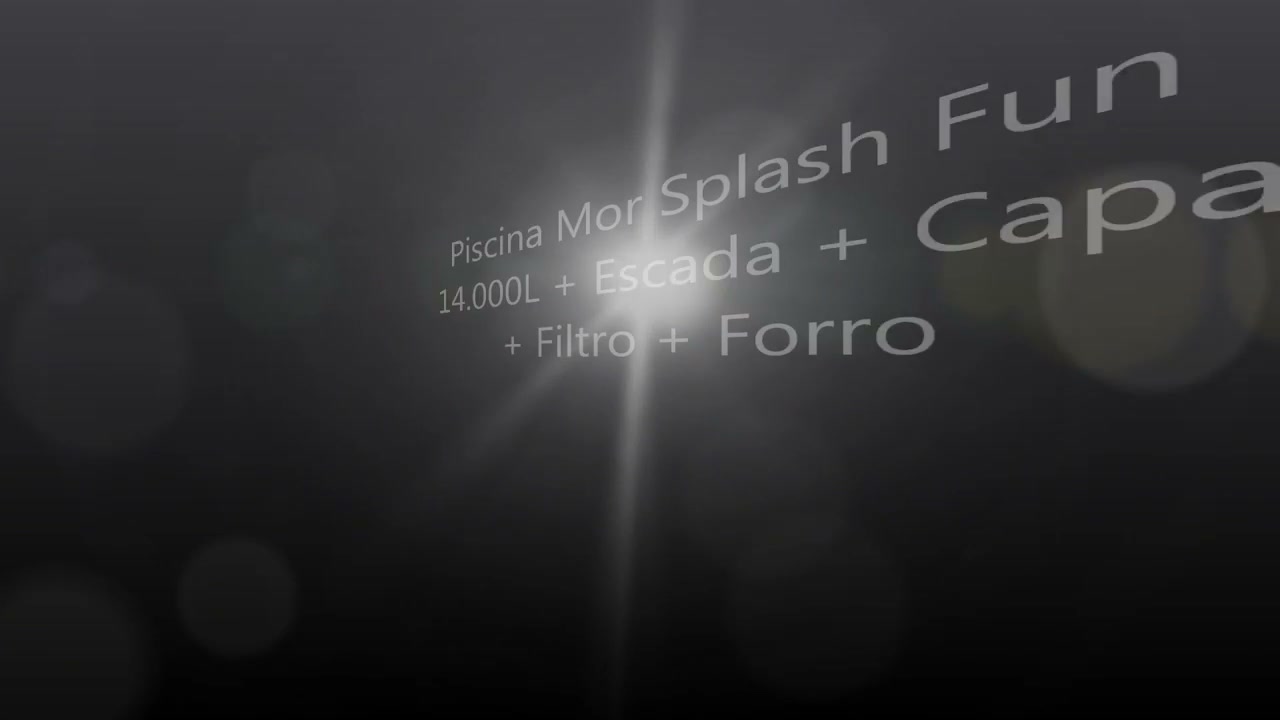 Piscina Mor Splash Fun
14.000L + Escada + Capa
+ Filtro + Forro